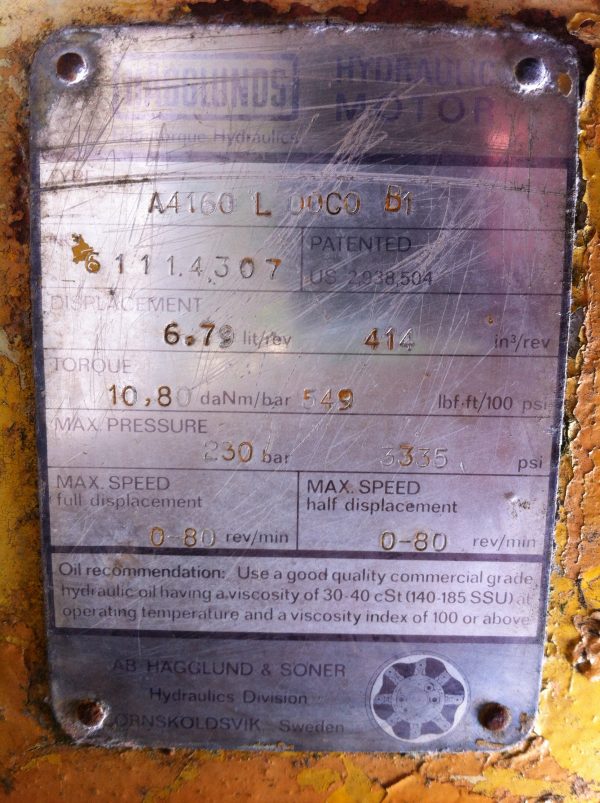 HÄGGLUNDS
HYDRAULIC
MOTOR
Torque Hydraulics
TYPE
A4160 L 00C0 B1
111.4307
PATENTED
US 2,938,504
DISPLACEMENT
6.79 lit/rev 414 in³/rev
TORQUE
10,80 daNm/bar 549 lbf·ft/100 psi
MAX. PRESSURE
230 bar 3335 psi
MAX. SPEED
full displacement
0-80 rev/min
MAX. SPEED
half displacement
0-80 rev/min
Oil recommendation: Use a good quality commercial grade
hydraulic oil having a viscosity of 30-40 cSt (140-185 SSU) at
operating temperature and a viscosity index of 100 or above
AB HÄGGLUND & SÖNER
Hydraulics Division
ÖRNSKÖLDSVIK Sweden